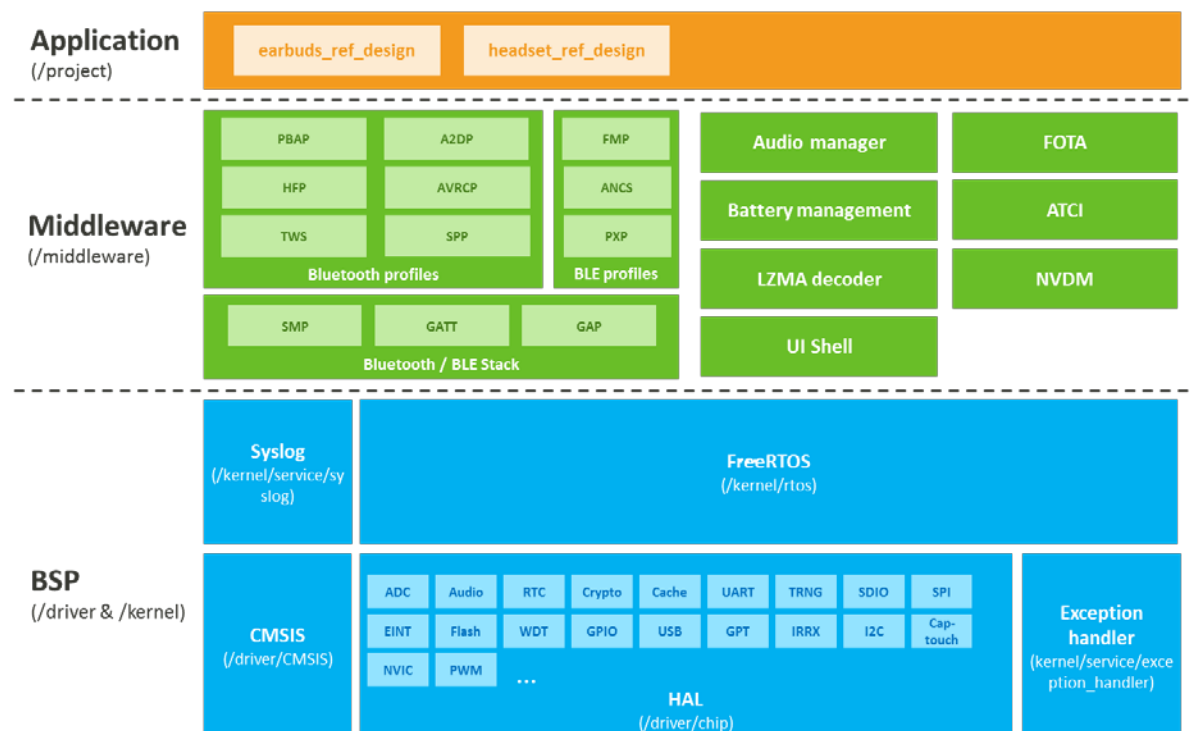 Application
(/project)
earbuds_ref_design
headset_ref_design
Middleware
(/middleware)
PBAP
A2DP
HFP
AVRCP
TWS
SPP
Bluetooth profiles
FMP
ANCS
PXP
BLE profiles
SMP
GATT
GAP
Bluetooth / BLE Stack
Audio manager
FOTA
Battery management
ATCI
LZMA decoder
NVDM
UI Shell
BSP
(/driver & /kernel)
Syslog
(/kernel/service/sy
slog)
FreeRTOS
(/kernel/rtos)
CMSIS
(/driver/CMSIS)
ADC
Audio
RTC
Crypto
Cache
UART
TRNG
SDIO
SPI
EINT
Flash
WDT
GPIO
USB
GPT
IRRX
I2C
Cap-
touch
NVIC
PWM
...
HAL
(/driver/chip)
Exception
handler
(kernel/service/exce
ption_handler)